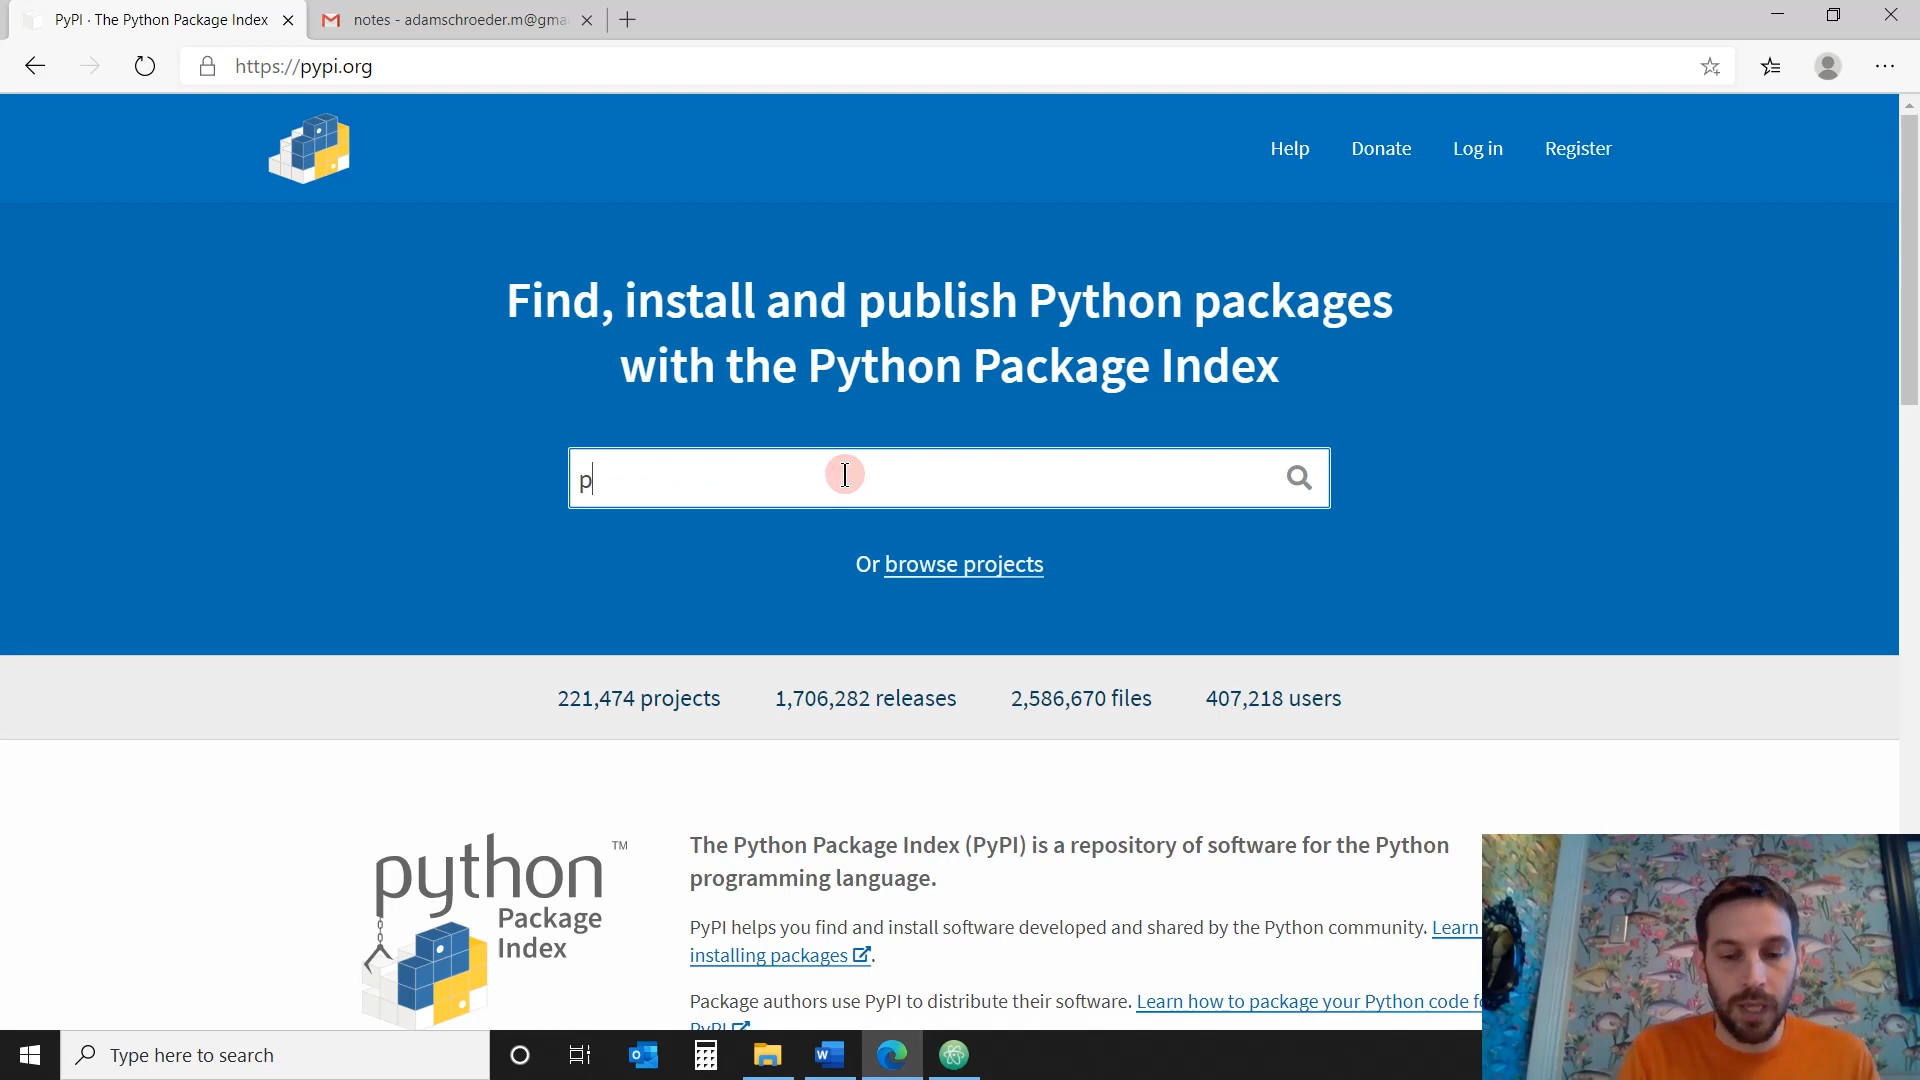 PyPI · The Python Package Index
notes - adamschroeder.m@gma
https://pypi.org
Help
Donate
Log in
Register
Find, install and publish Python packages
with the Python Package Index
p
Or browse projects
221,474 projects
1,706,282 releases
2,586,670 files
407,218 users
python™
Package
Index
The Python Package Index (PyPI) is a repository of software for the Python
programming language.
PyPI helps you find and install software developed and shared by the Python community. Learn
installing packages.
Package authors use PyPI to distribute their software. Learn how to package your Python code fo
PyPI
Type here to search